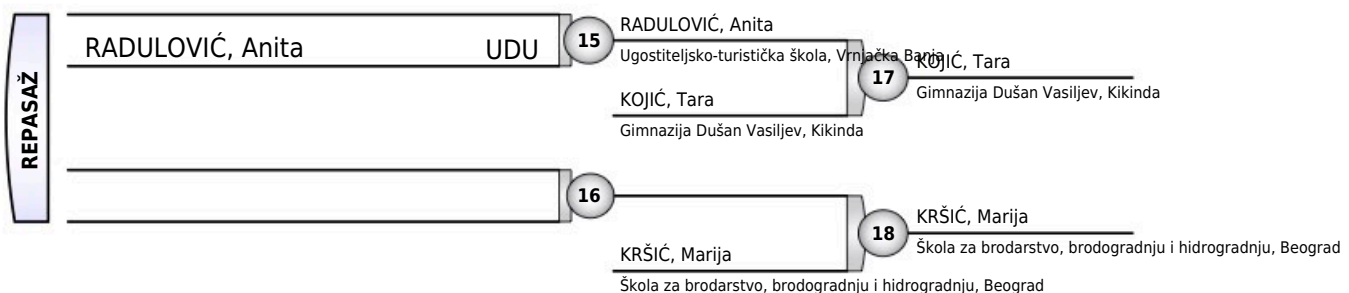 REPASAŽ
RADULOVIĆ, Anita UDU
15
RADULOVIĆ, Anita
Ugostiteljsko-turistička škola, Vrnjačka Banja
KOJIĆ, Tara
Gimnazija Dušan Vasiljev, Kikinda
17
KOJIĆ, Tara
Gimnazija Dušan Vasiljev, Kikinda
16
KRŠIĆ, Marija
Škola za brodarstvo, brodogradnju i hidrogradnju, Beograd
18
KRŠIĆ, Marija
Škola za brodarstvo, brodogradnju i hidrogradnju, Beograd